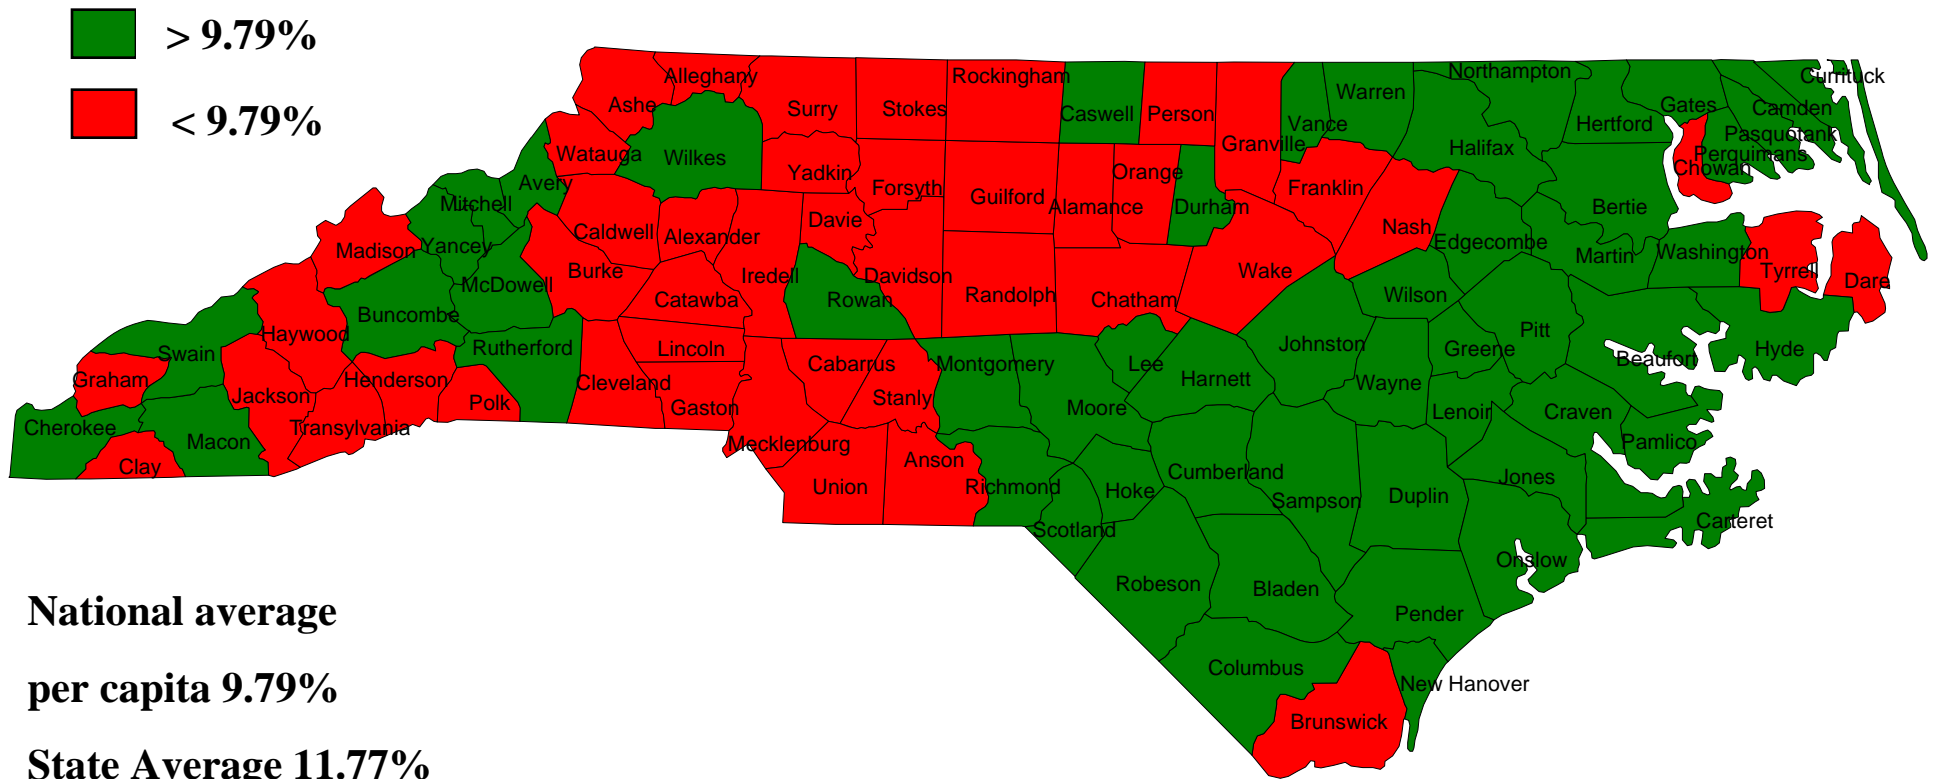 > 9.79%
< 9.79%
Alleghany
Ashe
Surry
Stokes
Rockingham
Caswell
Person
Granville
Vance
Warren
Northampton
Halifax
Hertford
Gates
Currituck
Camden
Pasquotank
Perquimans
Chowan
Watauga
Wilkes
Yadkin
Forsyth
Guilford
Alamance
Orange
Durham
Franklin
Nash
Edgecombe
Bertie
Martin
Washington
Tyrrell
Dare
Avery
Mitchell
Yancey
Madison
Caldwell
Alexander
Davie
Burke
McDowell
Iredell
Davidson
Randolph
Chatham
Wake
Wilson
Catawba
Rowan
Buncombe
Haywood
Swain
Graham
Rutherford
Lincoln
Cabarrus
Montgomery
Lee
Johnston
Greene
Pitt
Beaufort
Hyde
Henderson
Jackson
Polk
Cleveland
Gaston
Stanly
Moore
Harnett
Wayne
Lenoir
Craven
Pamlico
Cherokee
Macon
Transylvania
Clay
Mecklenburg
Union
Anson
Richmond
Hoke
Cumberland
Sampson
Duplin
Jones
Scotland
Carteret
Onslow
Robeson
Bladen
Pender
Columbus
New Hanover
Brunswick
National average
per capita 9.79%
State Average 11.77%